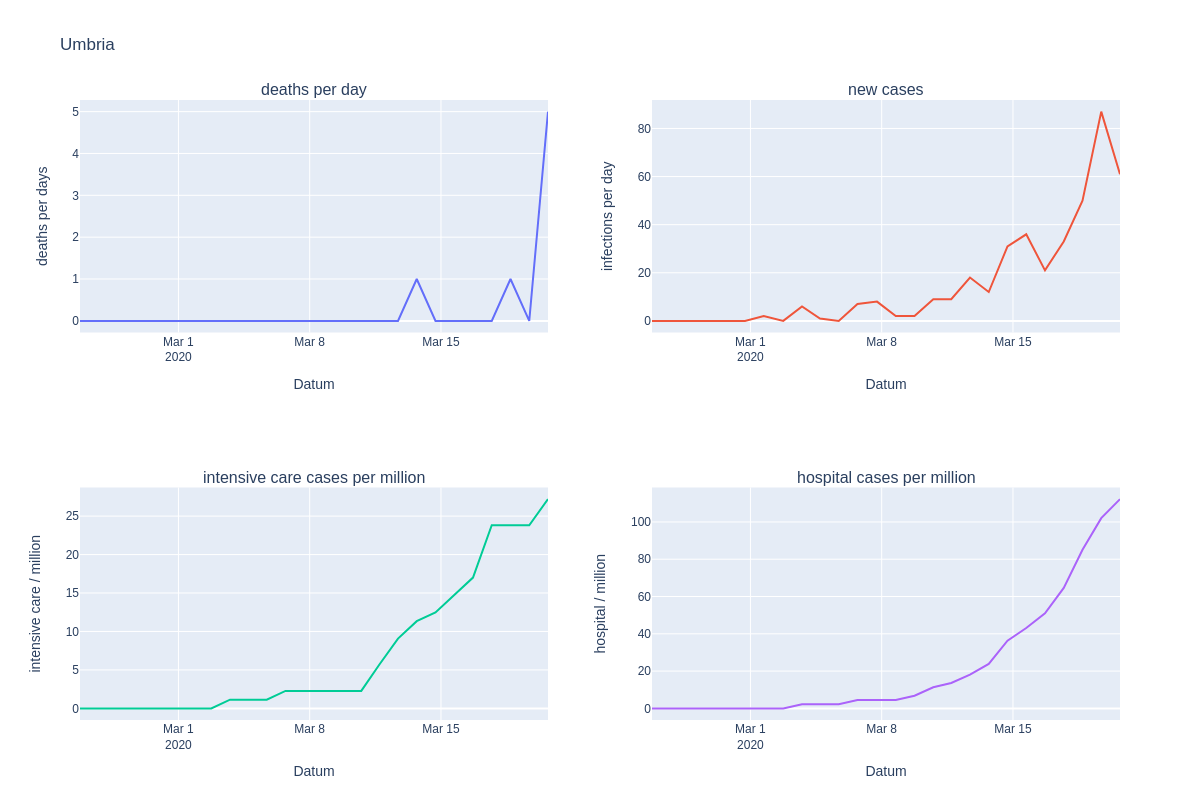 Umbria
deaths per day
deaths per days
5
4
3
2
1
0
Mar 1
2020
Mar 8
Mar 15
Datum
new cases
infections per day
80
60
40
20
0
Mar 1
2020
Mar 8
Mar 15
Datum
intensive care cases per million
intensive care / million
25
20
15
10
5
0
Mar 1
2020
Mar 8
Mar 15
Datum
hospital cases per million
hospital / million
100
80
60
40
20
0
Mar 1
2020
Mar 8
Mar 15
Datum